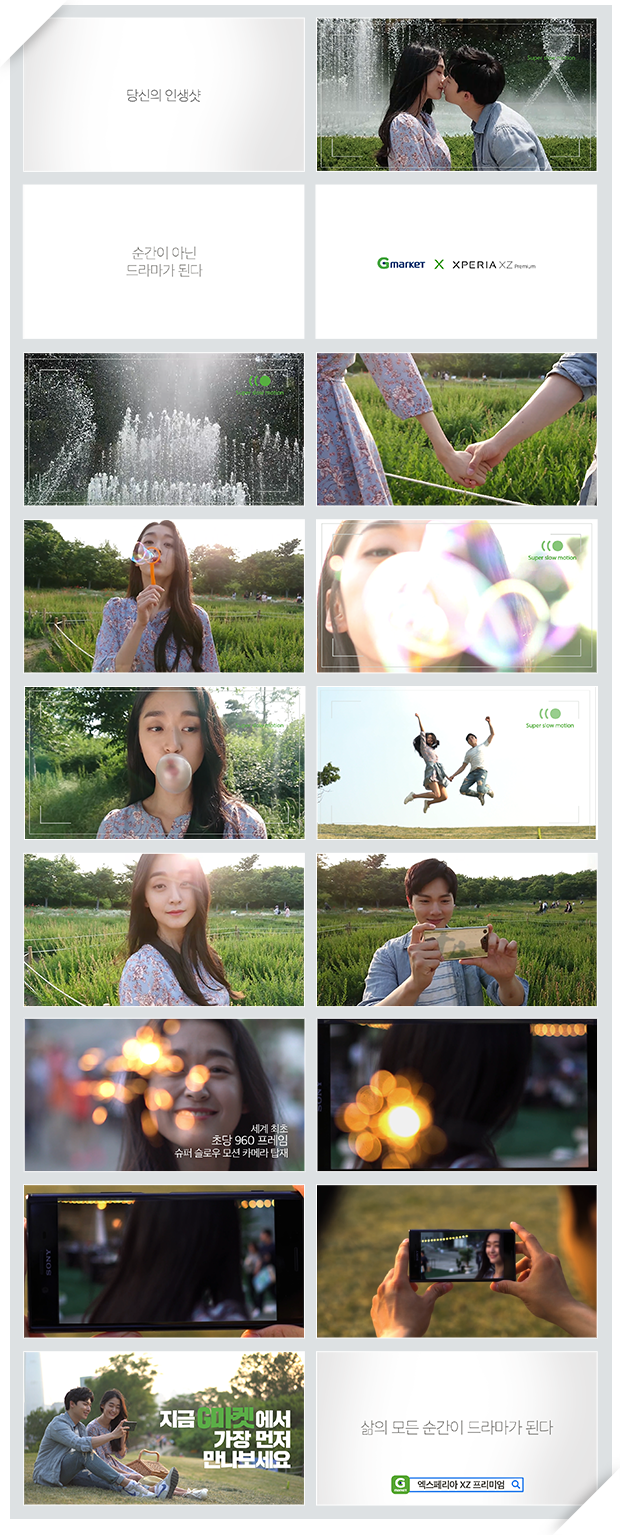 당신의 인생샷
Super slow motion
순간이 아닌
드라마가 된다
Gmarket X XPERIA XZ Premium
Super slow motion
Super slow motion
Super slow motion
세계 최초
초당 960 프레임
슈퍼 슬로우 모션 카메라 탑재
SONY
지금 G마켓에서
가장 먼저
만나보세요
삶의 모든 순간이 드라마가 된다
G market 엑스페리아 XZ 프리미엄